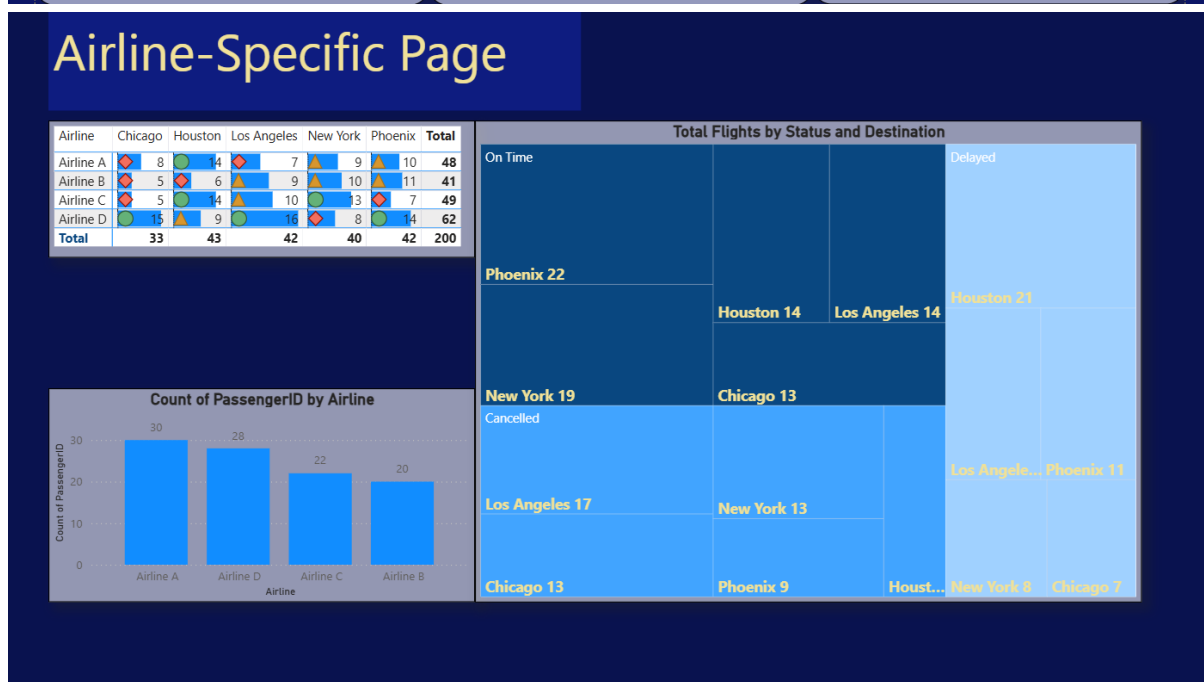 Airline-Specific Page
Airline Chicago Houston Los Angeles New York Phoenix Total
Airline A 8 14 7 9 10 48
Airline B 5 6 9 10 11 41
Airline C 5 14 10 13 7 49
Airline D 15 9 16 8 14 62
Total 33 43 42 40 42 200
Count of PassengerID by Airline
Count of PassengerID
30
20
10
0
30
28
22
20
Airline A Airline D Airline C Airline B
Airline
Total Flights by Status and Destination
On Time
Phoenix 22
New York 19
Houston 14
Los Angeles 14
Chicago 13
Cancelled
Los Angeles 17
Chicago 13
New York 13
Phoenix 9
Houst...
Delayed
Houston 21
Los Angele...
Phoenix 11
New York 8
Chicago 7